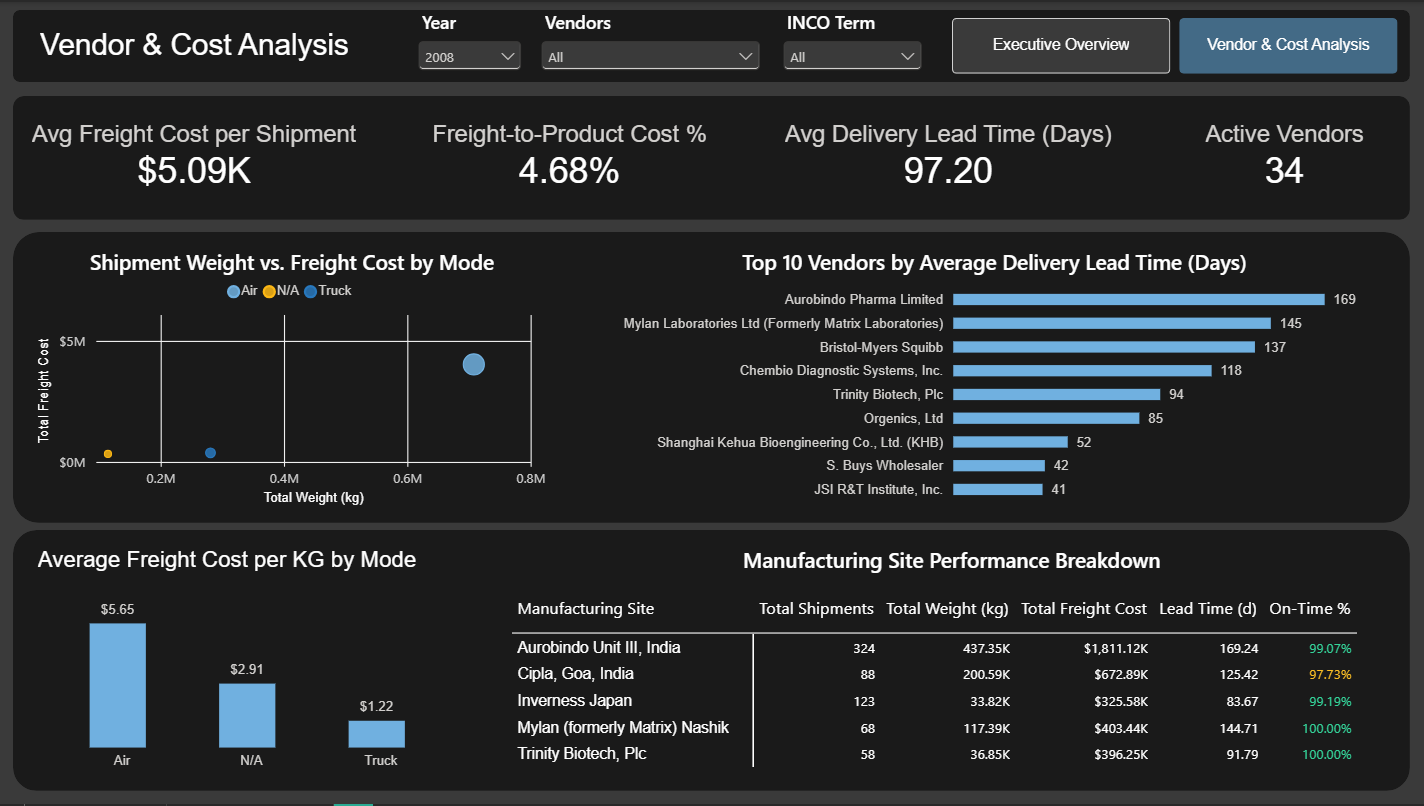 Vendor & Cost Analysis
Year
Vendors
INCO Term
2008
All
All
Executive Overview
Vendor & Cost Analysis
Avg Freight Cost per Shipment
$5.09K
Freight-to-Product Cost %
4.68%
Avg Delivery Lead Time (Days)
97.20
Active Vendors
34
Shipment Weight vs. Freight Cost by Mode
Air N/A Truck
Total Freight Cost
$5M
$0M
0.2M 0.4M 0.6M 0.8M
Total Weight (kg)
Top 10 Vendors by Average Delivery Lead Time (Days)
Aurobindo Pharma Limited 169
Mylan Laboratories Ltd (Formerly Matrix Laboratories) 145
Bristol-Myers Squibb 137
Chembio Diagnostic Systems, Inc. 118
Trinity Biotech, Plc 94
Orgenics, Ltd 85
Shanghai Kehua Bioengineering Co., Ltd. (KHB) 52
S. Buys Wholesaler 42
JSI R&T Institute, Inc. 41
Average Freight Cost per KG by Mode
$5.65
$2.91
$1.22
Air N/A Truck
Manufacturing Site Performance Breakdown
Manufacturing Site Total Shipments Total Weight (kg) Total Freight Cost Lead Time (d) On-Time %
Aurobindo Unit III, India 324 437.35K $1,811.12K 169.24 99.07%
Cipla, Goa, India 88 200.59K $672.89K 125.42 97.73%
Inverness Japan 123 33.82K $325.58K 83.67 99.19%
Mylan (formerly Matrix) Nashik 68 117.39K $403.44K 144.71 100.00%
Trinity Biotech, Plc 58 36.85K $396.25K 91.79 100.00%